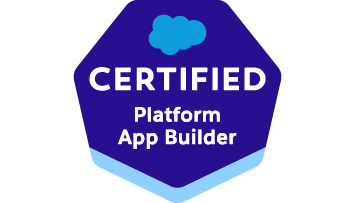 CERTIFIED
Platform
App Builder